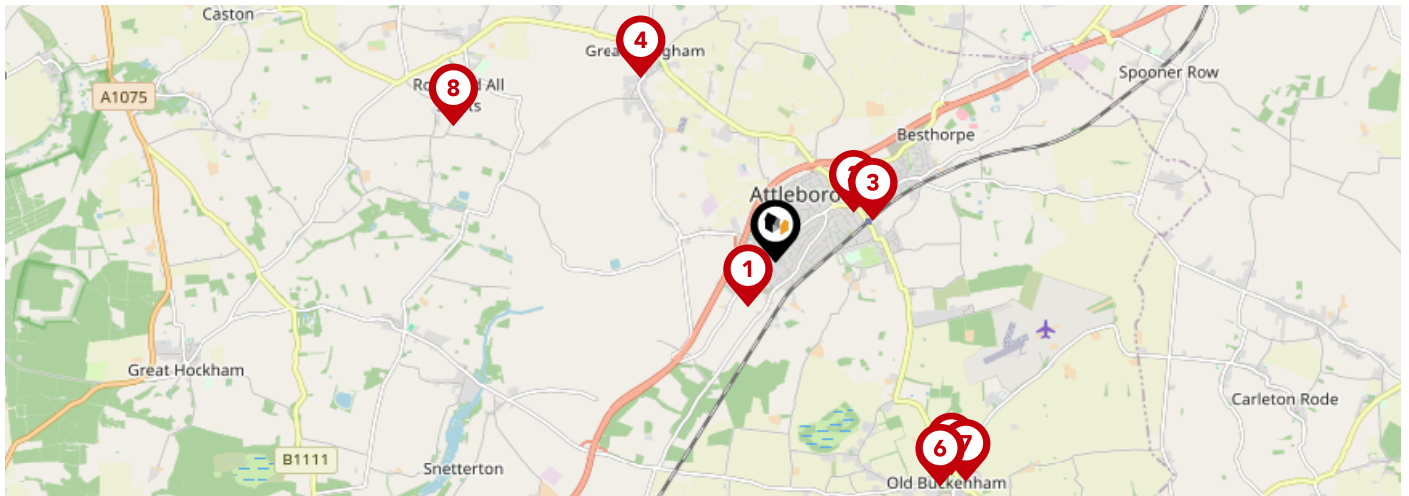 Caston
4
Spooner Row
8
A1075
Besthorpe
3
1
Great Hockham
Carleton Rode
6
7
B1111
Snetterton